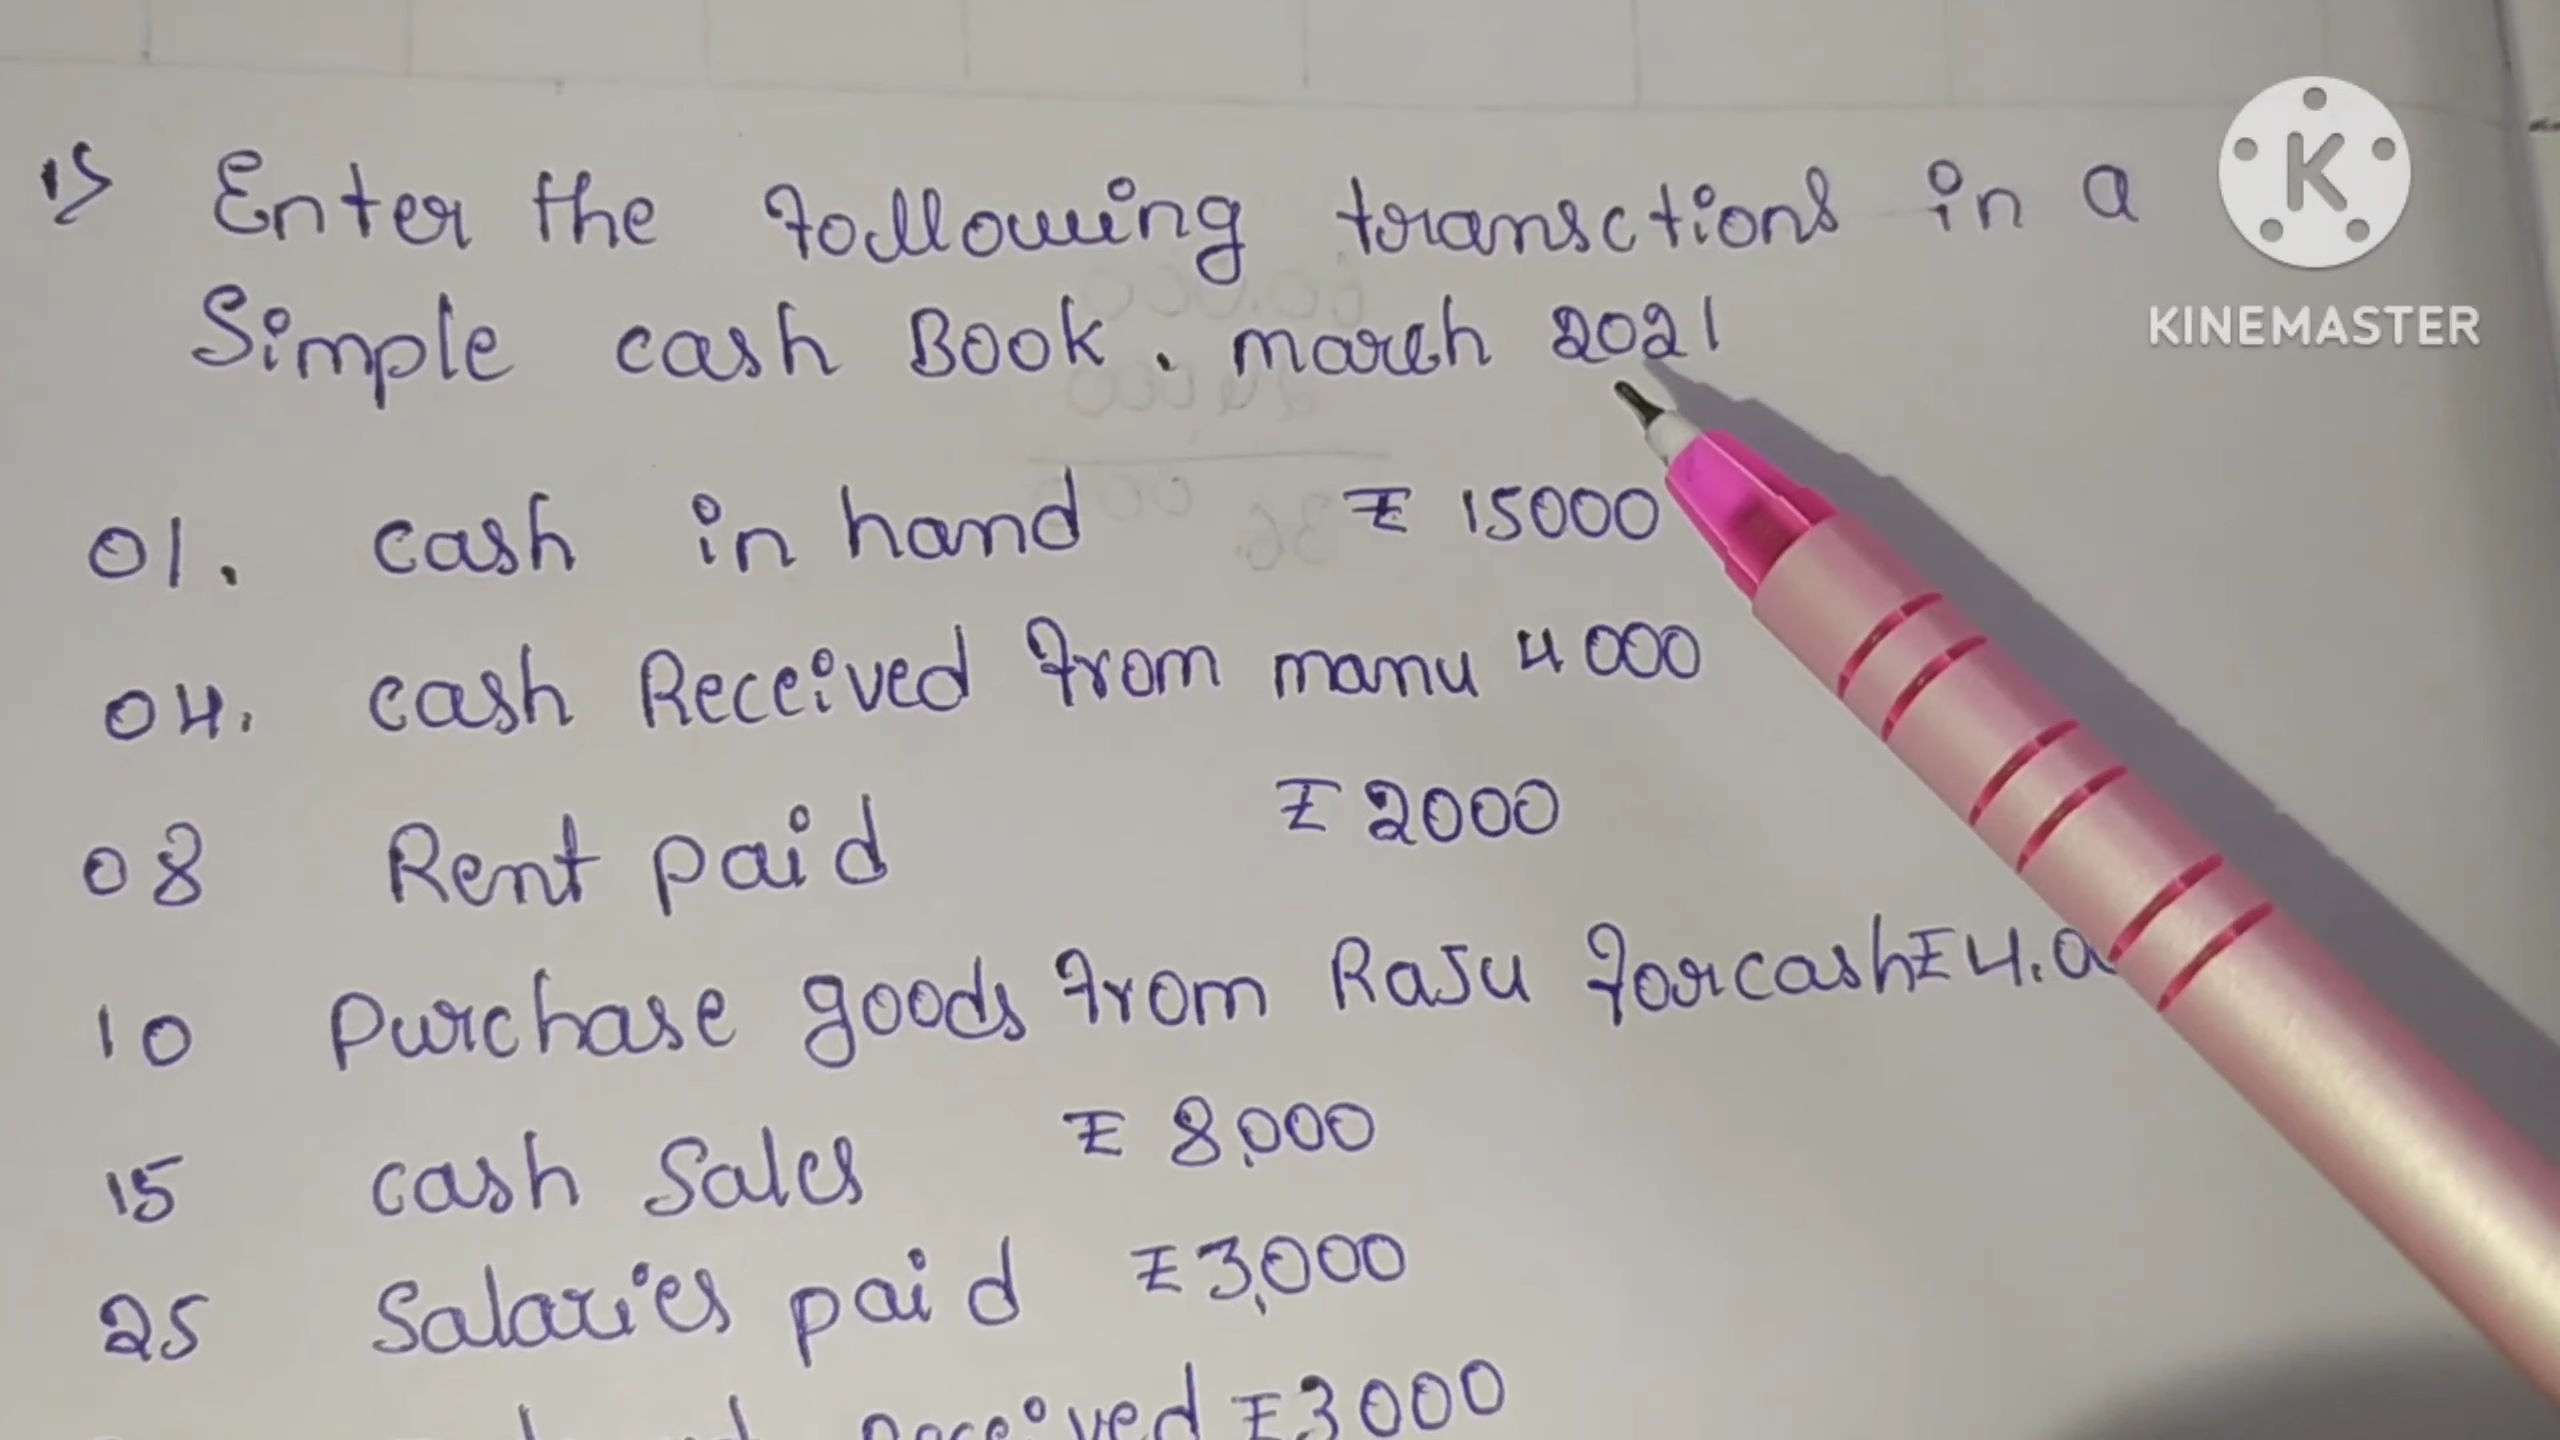 1) Enter the following transctions in a
Simple cash Book. march 2021
01. cash in hand ₹ 15000
04. cash Received from manu 4000
08 Rent paid ₹ 2000
10 Purchase goods from Raju for cash ₹ 4.0
15 cash sales ₹ 8,000
25 Salaries paid ₹ 3,000
Received ₹ 3000
KINEMASTER